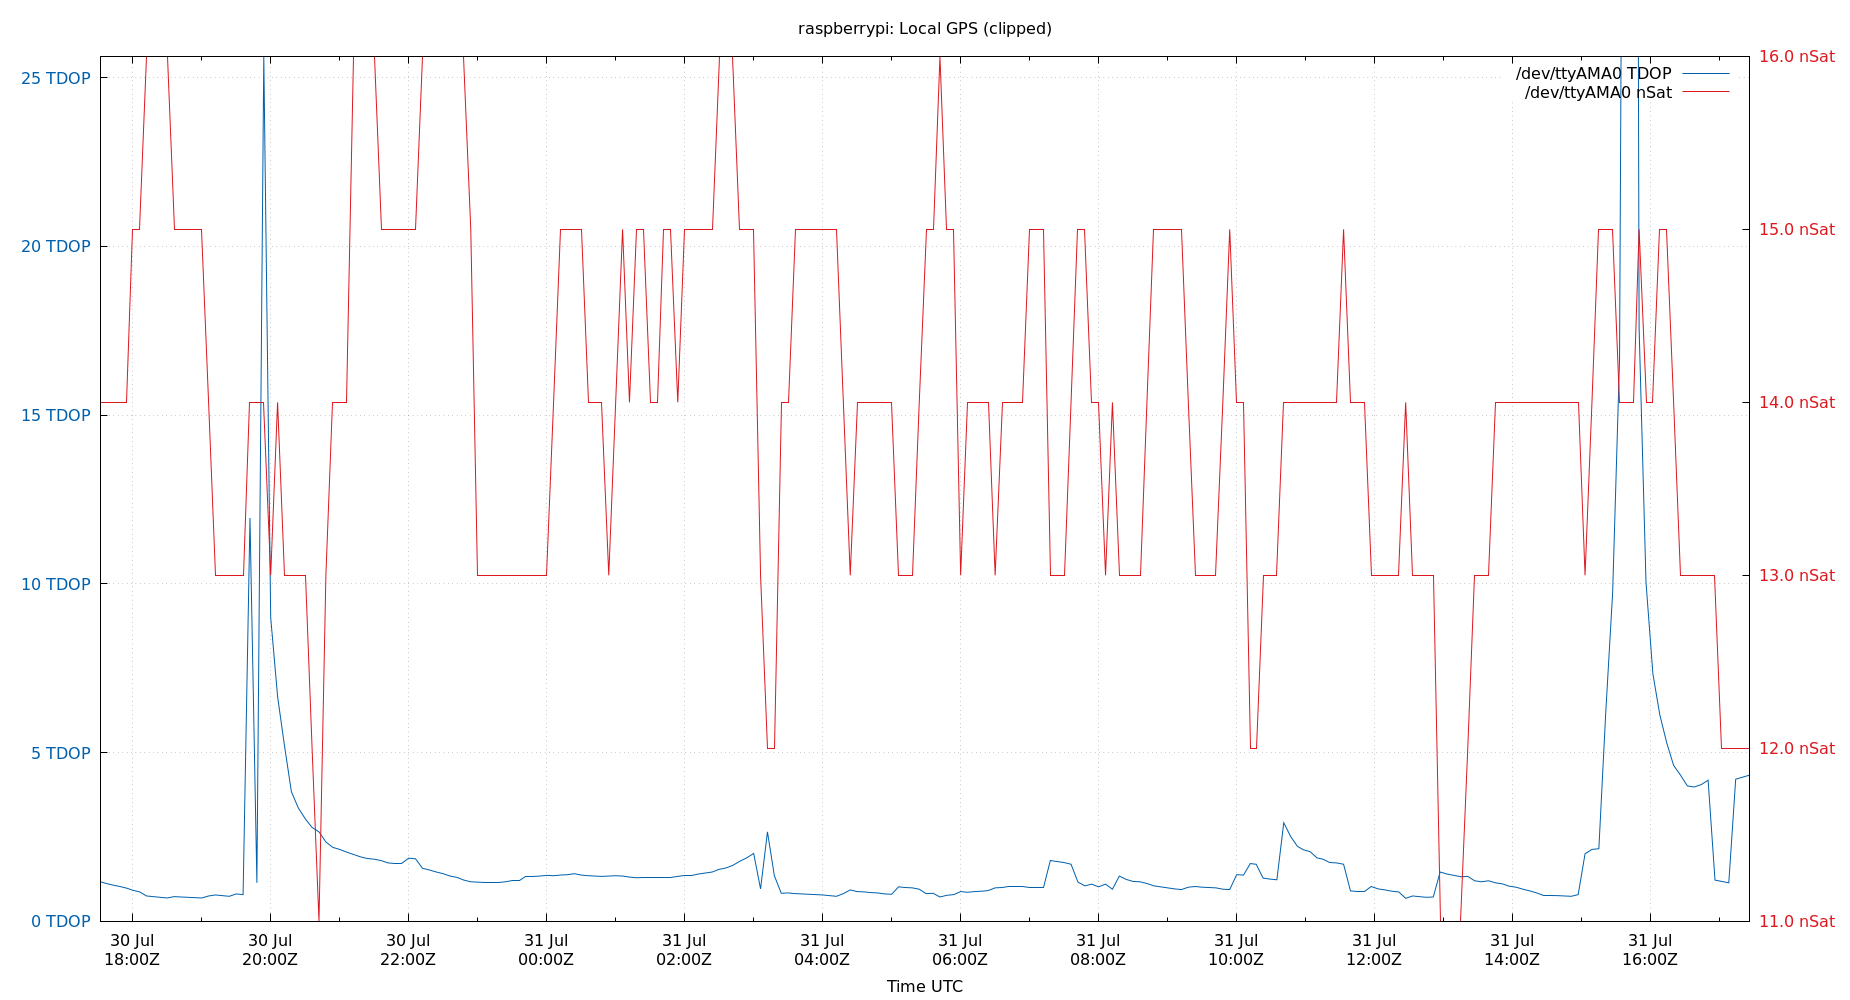 raspberrypi: Local GPS (clipped)
/dev/ttyAMA0 TDOP
/dev/ttyAMA0 nSat
25 TDOP
20 TDOP
15 TDOP
10 TDOP
5 TDOP
0 TDOP
16.0 nSat
15.0 nSat
14.0 nSat
13.0 nSat
12.0 nSat
11.0 nSat
30 Jul
18:00Z
30 Jul
20:00Z
30 Jul
22:00Z
31 Jul
00:00Z
31 Jul
02:00Z
31 Jul
04:00Z
31 Jul
06:00Z
31 Jul
08:00Z
31 Jul
10:00Z
31 Jul
12:00Z
31 Jul
14:00Z
31 Jul
16:00Z
Time UTC